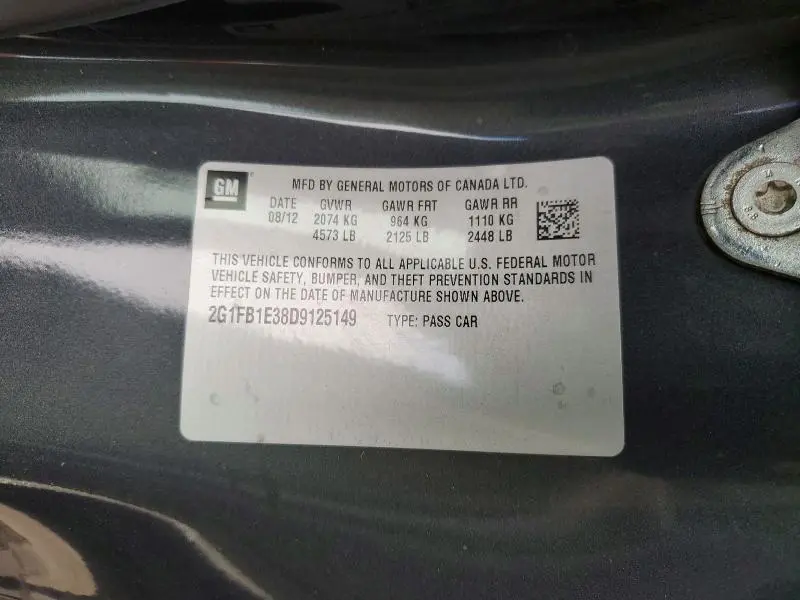 GM
MFD BY GENERAL MOTORS OF CANADA LTD.
DATE GVWR GAWR FRT GAWR RR
08/12 2074 KG 964 KG 1110 KG
4573 LB 2125 LB 2448 LB
THIS VEHICLE CONFORMS TO ALL APPLICABLE U.S. FEDERAL MOTOR
VEHICLE SAFETY, BUMPER, AND THEFT PREVENTION STANDARDS IN
EFFECT ON THE DATE OF MANUFACTURE SHOWN ABOVE.
2G1FB1E38D9125149 TYPE: PASS CAR